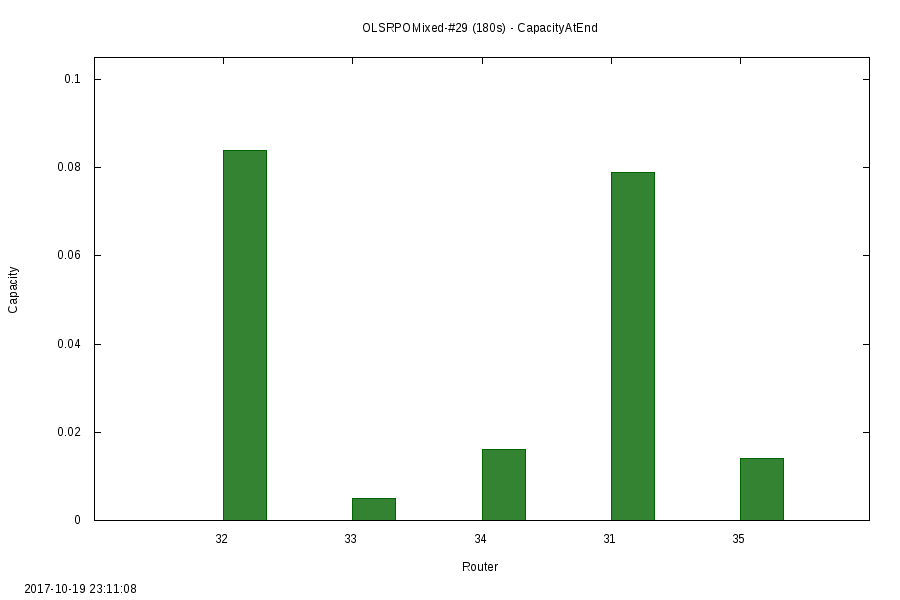 OLSRPOMixed-#29 (180s) - CapacityAtEnd
0.1
0.08
0.06
0.04
0.02
0
Capacity
32 33 34 31 35
Router
2017-10-19 23:11:08